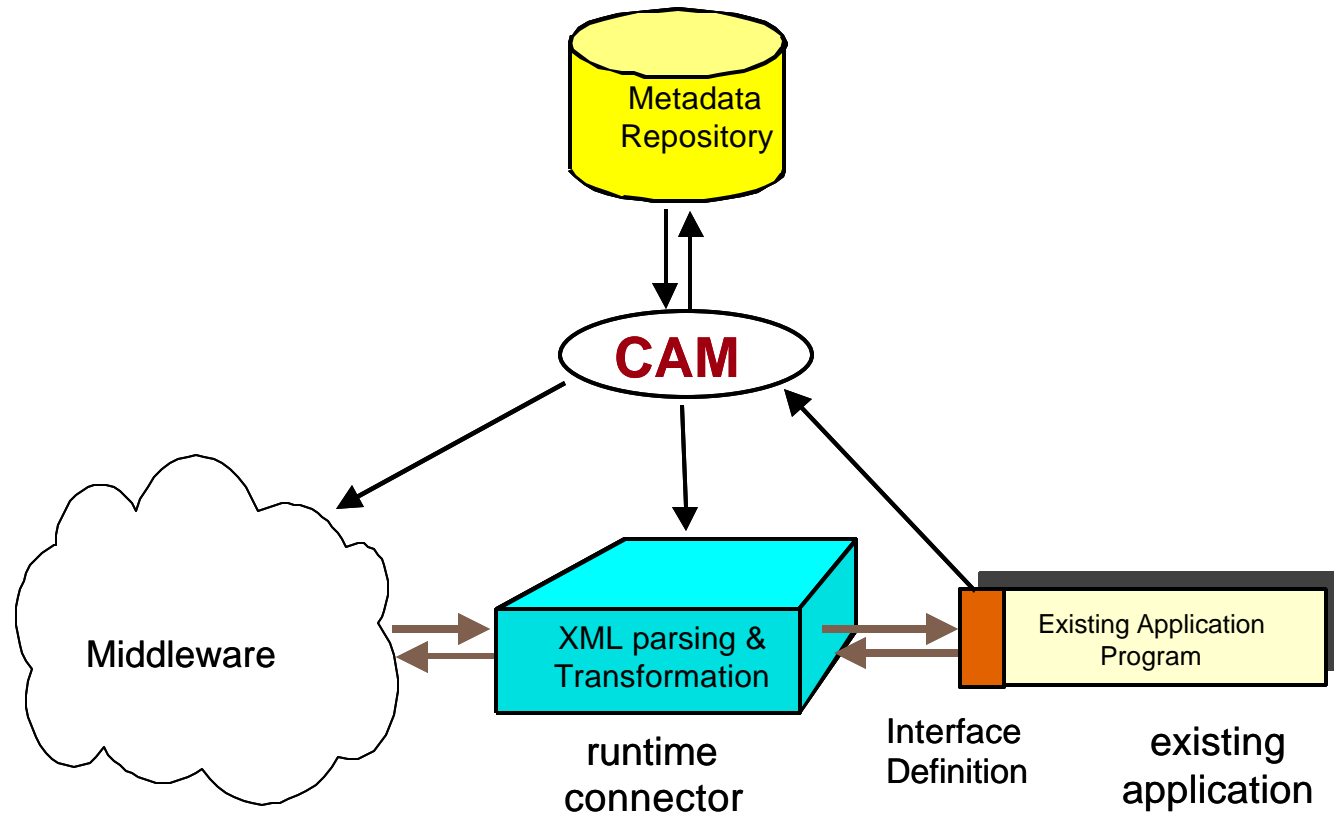 Metadata
Repository
CAM
Middleware
XML parsing &
Transformation
Existing Application
Program
runtime
connector
Interface
Definition
existing
application